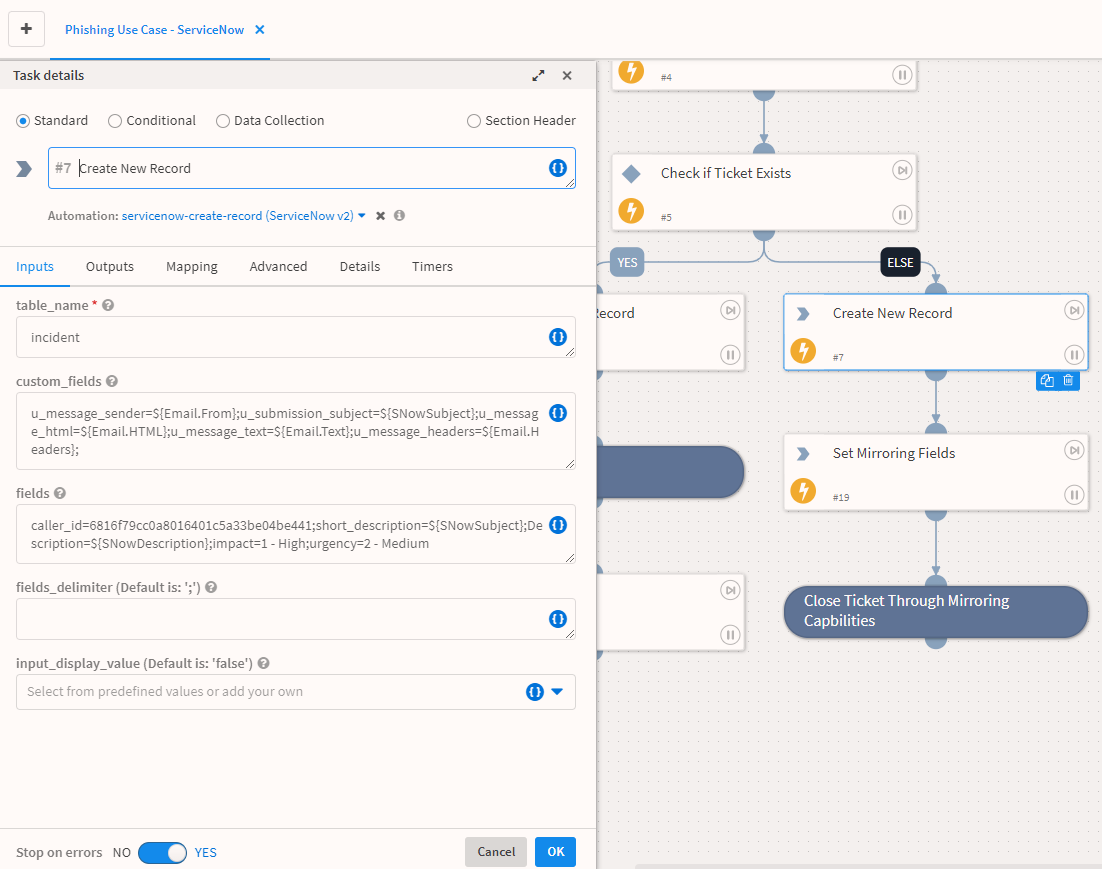 +
Phishing Use Case - ServiceNow ×
Task details
Standard
Conditional
Data Collection
Section Header
#7 Create New Record
Automation: servicenow-create-record (ServiceNow v2)
Inputs
Outputs
Mapping
Advanced
Details
Timers
table_name *
incident
custom_fields
u_message_sender=${Email.From};u_submission_subject=${SNowSubject};u_messag
e_html=${Email.HTML};u_message_text=${Email.Text};u_message_headers=${Email.H
eaders};
fields
caller_id=6816f79cc0a8016401c5a33be04be441;short_description=${SNowSubject};De
scription=${SNowDescription};impact=1 - High;urgency=2 - Medium
fields_delimiter (Default is: ';')
input_display_value (Default is: 'false')
Select from predefined values or add your own
Stop on errors
NO
YES
Cancel
OK
#4
Check if Ticket Exists
#5
YES
ELSE
Record
Create New Record
#7
Set Mirroring Fields
#19
Close Ticket Through Mirroring
Capbilities